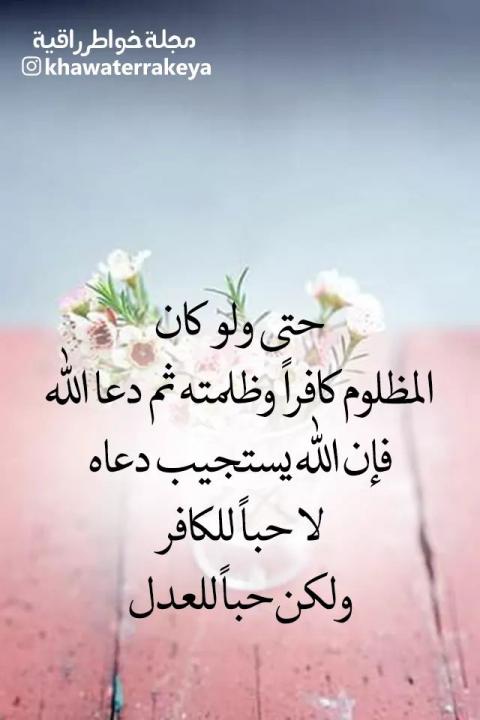 مجلة خواطر راقية
khawaterrakeya
حتى ولو كان
المظلوم كافراً وظلمته ثم دعا الله
فإن الله يستجيب دعاه
لا حباً للكافر
ولكن حباً للعدل